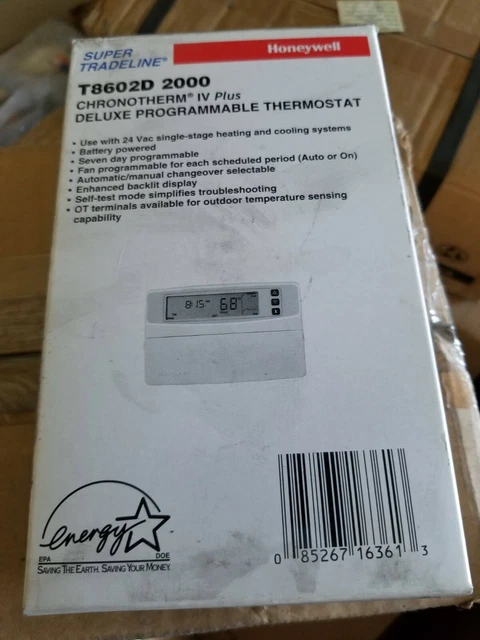 SUPER
TRADELINE®
Honeywell
T8602D 2000
CHRONOTHERM® IV Plus
DELUXE PROGRAMMABLE THERMOSTAT
• Use with 24 Vac single-stage heating and cooling systems
• Battery powered
• Seven day programmable
• Fan programmable for each scheduled period (Auto or On)
• Automatic/manual changeover selectable
• Enhanced backlit display
• Self-test mode simplifies troubleshooting
• OT terminals available for outdoor temperature sensing
capability
8:15
68
energy
EPA
DOE
SAVING THE EARTH. SAVING YOUR MONEY.
0 85267 16361 3